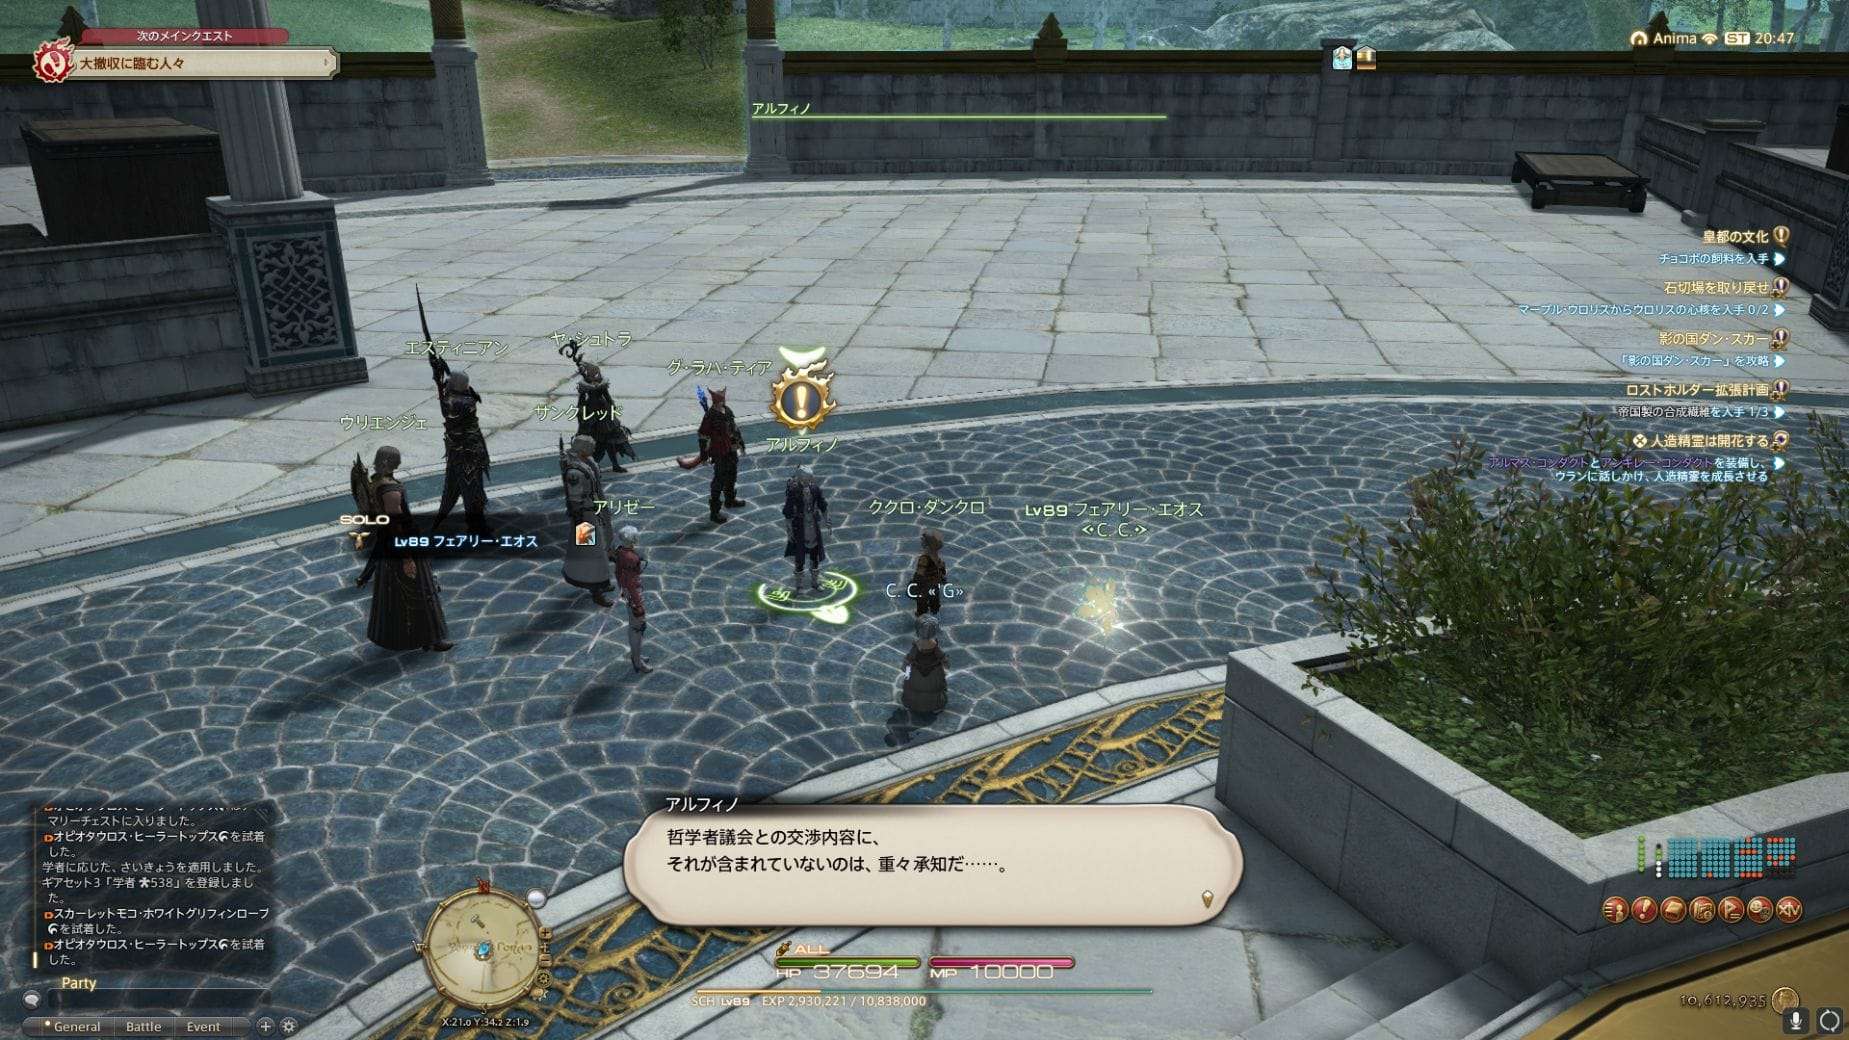 次のメインクエスト
大撤収に臨む人々
アルフィノ
Anima ST 20:47
皇都の文化
チョコボの飼料を入手
石切場を取り戻せ
マーブル・ウロリスからウロリスの心核を入手 0/2
影の国ダン・スカー
「影の国ダン・スカー」を攻略
ロストホルダー拡張計画
帝国製の合成繊維を入手 1/3
人造精霊は開花する
アルマス・コンダクトとアンキレー・コンダクトを装備し、
ウランに話しかけ、人造精霊を成長させる
エスティニアン
ヤ・シュトラ
グ・ラハ・ティア
サンクレッド
ウリエンジェ
アルフィノ
アリゼー
ククロ・ダンクロ
Lv89 フェアリー・エオス
<C. C.>
SOLO
Lv89 フェアリー・エオス
C. C. «'G»
アルフィノ
哲学者議会との交渉内容に、
それが含まれていないのは、重々承知だ……。
マリーチェストに入りました。
オピオタウロス・ヒーラートップスを試着
した。
学者に応じた、さいきょうを適用しました。
ギアセット3「学者 ★538」を登録しまし
た。
スカーレットモコ・ホワイトグリフィンローブ
を試着した。
オピオタウロス・ヒーラートップスを試着
した。
Party
General Battle Event
X:21.0 Y:34.2 Z:1.9
ALL
HP 37694 MP 10000
SCH Lv89 EXP 2,930,221 / 10,838,000
10,612,935
XIV